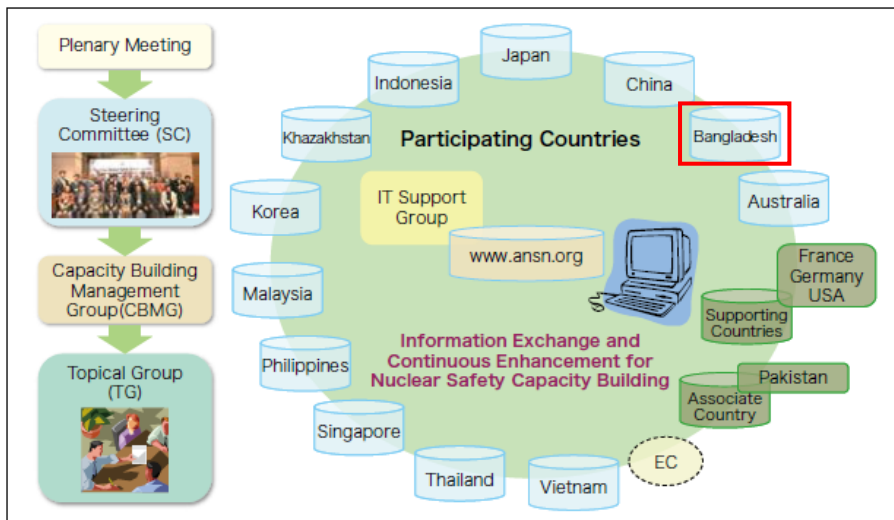 Plenary Meeting
Steering
Committee (SC)
Capacity Building
Management
Group(CBMG)
Topical Group
(TG)
Japan
Indonesia
China
Khazakhstan
Participating Countries
Bangladesh
Korea
IT Support
Group
Australia
www.ansn.org
France
Germany
USA
Malaysia
Supporting
Countries
Information Exchange and
Continuous Enhancement for
Nuclear Safety Capacity Building
Philippines
Pakistan
Associate
Country
Singapore
EC
Thailand
Vietnam